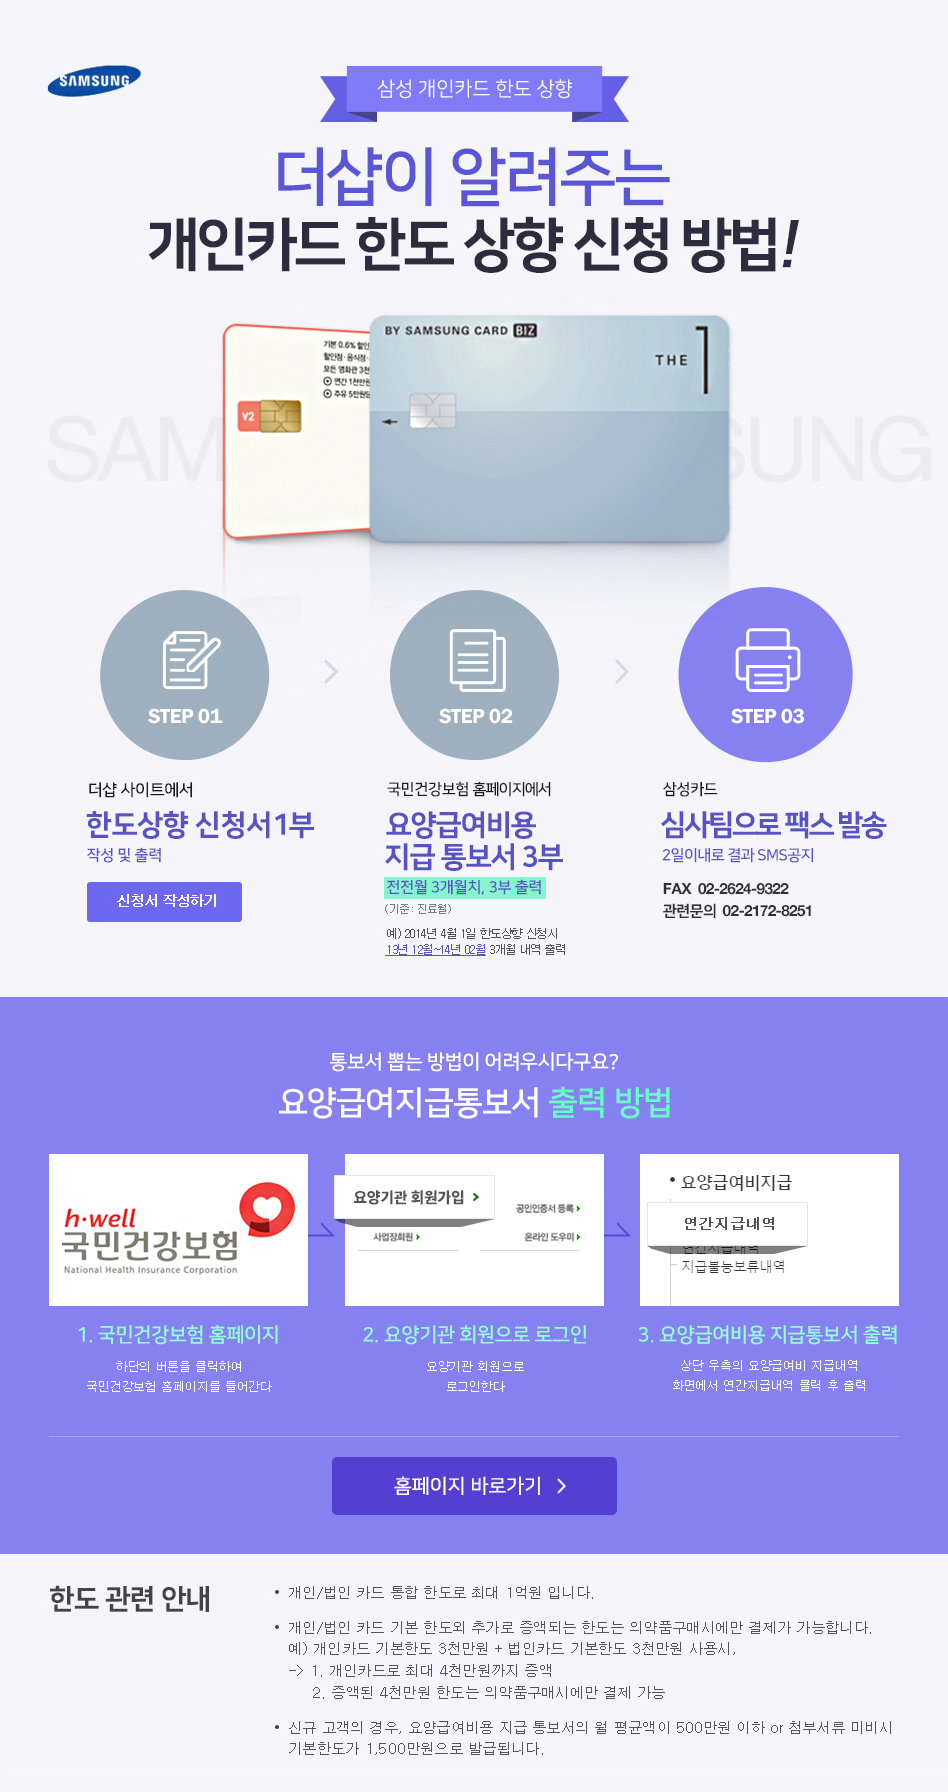 SAMSUNG
삼성 개인카드 한도 상향
더샵이 알려주는
개인카드 한도 상향 신청 방법!
기본 0.6% 할인
할인점·음식점·
모든 영화관 3천
연간 1천만원
주유 5만원
V2
BY SAMSUNG CARD BIZ
THE 1
SAM SUNG
STEP 01
STEP 02
STEP 03
더샵 사이트에서
한도상향 신청서1부
작성 및 출력
신청서 작성하기
국민건강보험 홈페이지에서
요양급여비용
지급 통보서 3부
전전월 3개월치, 3부 출력
(기준: 진료월)
예) 2014년 4월 1일 한도상향 신청시
13년 12월~14년 02월 3개월 내역 출력
삼성카드
심사팀으로 팩스 발송
2일이내로 결과 SMS공지
FAX 02-2624-9322
관련문의 02-2172-8251
통보서 뽑는 방법이 어려우시다구요?
요양급여지급통보서 출력 방법
h·well
국민건강보험
National Health Insurance Corporation
요양기관 회원가입
공인인증서 등록
사업장회원
온라인 도우미
• 요양급여비지급
연간지급내역
연간지급내역
지급불능보류내역
1. 국민건강보험 홈페이지
하단의 버튼을 클릭하여
국민건강보험 홈페이지를 들어간다
2. 요양기관 회원으로 로그인
요양기관 회원으로
로그인한다
3. 요양급여비용 지급통보서 출력
상단 우측의 요양급여비 지급내역
화면에서 연간지급내역 클릭 후 출력
홈페이지 바로가기
한도 관련 안내
• 개인/법인 카드 통합 한도로 최대 1억원 입니다.
• 개인/법인 카드 기본 한도외 추가로 증액되는 한도는 의약품구매시에만 결제가 가능합니다.
예) 개인카드 기본한도 3천만원 + 법인카드 기본한도 3천만원 사용시,
-> 1. 개인카드로 최대 4천만원까지 증액
2. 증액된 4천만원 한도는 의약품구매시에만 결제 가능
• 신규 고객의 경우, 요양급여비용 지급 통보서의 월 평균액이 500만원 이하 or 첨부서류 미비시
기본한도가 1,500만원으로 발급됩니다.